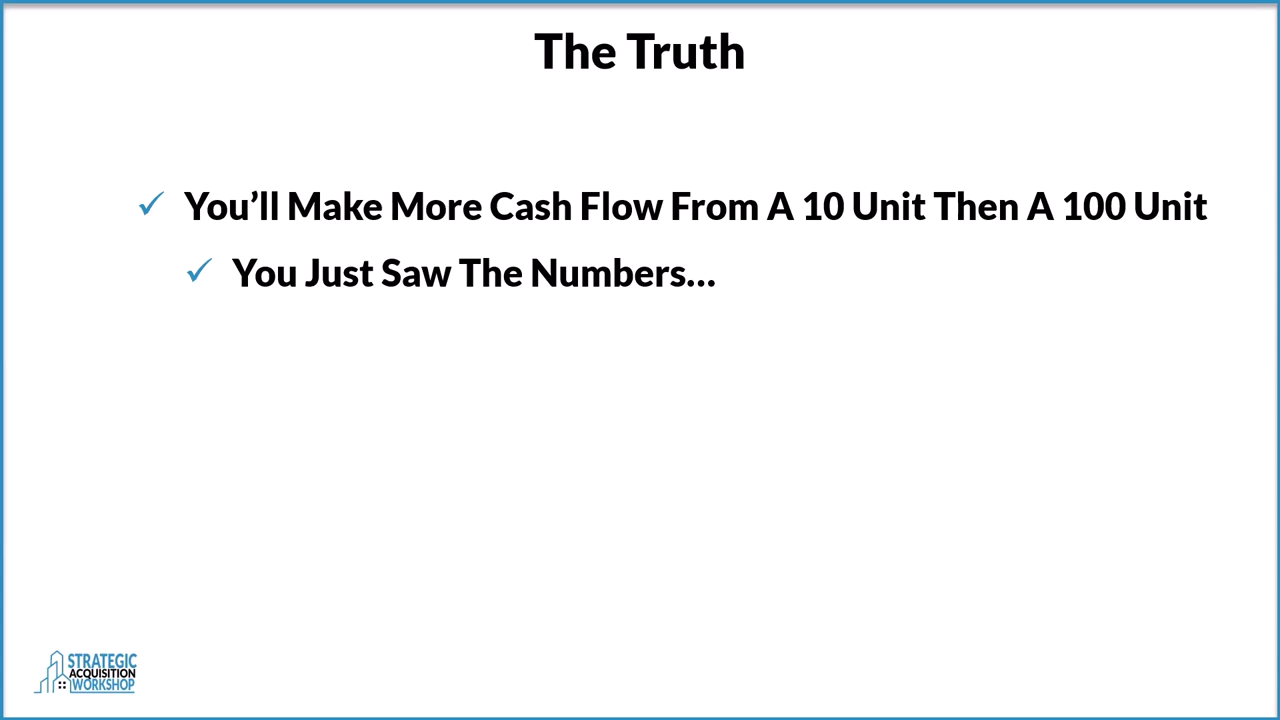 The Truth
You’ll Make More Cash Flow From A 10 Unit Then A 100 Unit
You Just Saw The Numbers...
STRATEGIC
ACQUISITION
WORKSHOP